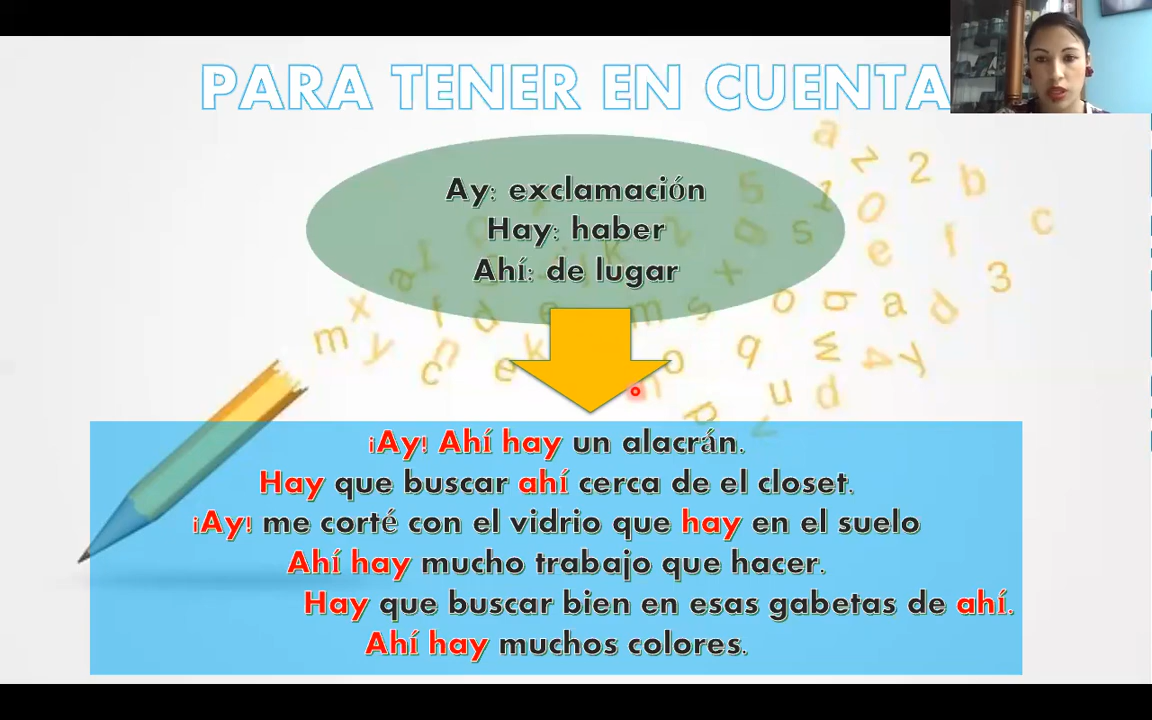 PARA TENER EN CUENTA
Ay: exclamación
Hay: haber
Ahí: de lugar
¡Ay! Ahí hay un alacrán.
Hay que buscar ahí cerca de el closet.
¡Ay! me corté con el vidrio que hay en el suelo
Ahí hay mucho trabajo que hacer.
Hay que buscar bien en esas gabetas de ahí.
Ahí hay muchos colores.